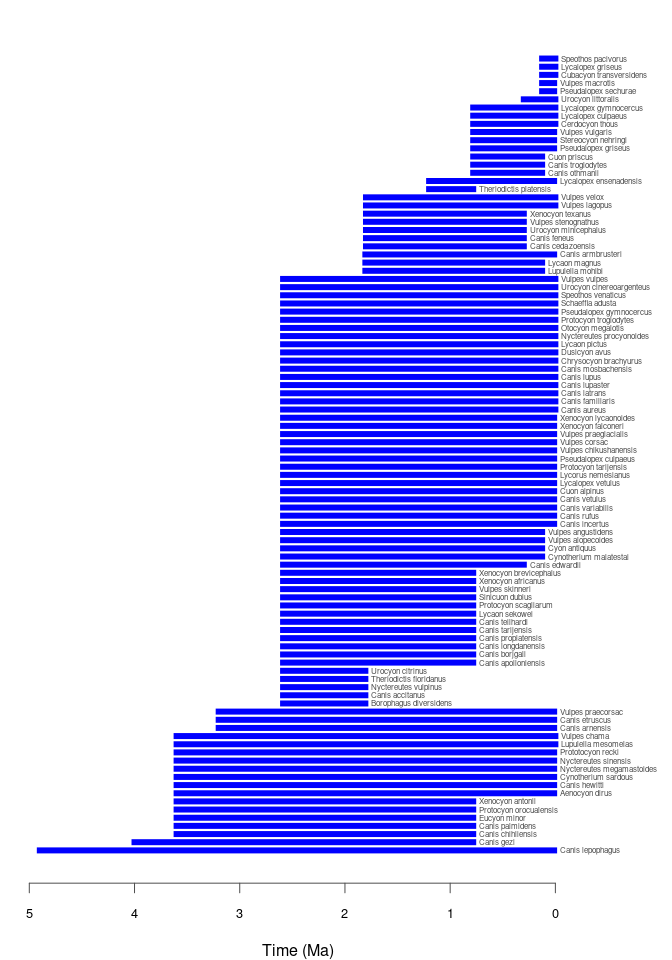 Speothos pacivorus
Lycalopex griseus
Cubacyon transversidens
Vulpes macrotis
Pseudalopex sechurae
Urocyon littoralis
Lycalopex gymnocercus
Lycalopex culpaeus
Cerdocyon thous
Vulpes vulgaris
Stereocyon nehringi
Pseudalopex griseus
Cuon priscus
Canis troglodytes
Canis othmanii
Lycalopex ensenadensis
Theriodictis platensis
Vulpes velox
Vulpes lagopus
Xenocyon texanus
Vulpes stenognathus
Urocyon minicephalus
Canis feneus
Canis cedazoensis
Canis armbrusteri
Lycaon magnus
Lupulella mohibi
Vulpes vulpes
Urocyon cinereoargenteus
Speothos venaticus
Schaeffia adusta
Pseudalopex gymnocercus
Protocyon troglodytes
Otocyon megalotis
Nyctereutes procyonoides
Lycaon pictus
Dusicyon avus
Chrysocyon brachyurus
Canis mosbachensis
Canis lupus
Canis lupaster
Canis latrans
Canis familiaris
Canis aureus
Xenocyon lycaonoides
Xenocyon falconeri
Vulpes praeglacialis
Vulpes corsac
Vulpes chikushanensis
Pseudalopex culpaeus
Protocyon tarijensis
Lycorus nemesianus
Lycalopex vetulus
Cuon alpinus
Canis vetulus
Canis variabilis
Canis rufus
Canis incertus
Vulpes angustidens
Vulpes alopecoides
Cyon antiquus
Cynotherium malatestai
Canis edwardii
Xenocyon brevicephalus
Xenocyon africanus
Vulpes skinneri
Sinicuon dubius
Protocyon scagliarum
Lycaon sekowei
Canis teilhardi
Canis tarijensis
Canis proplatensis
Canis longdanensis
Canis borjgali
Canis apolloniensis
Urocyon citrinus
Theriodictis floridanus
Nyctereutes vulpinus
Canis accitanus
Borophagus diversidens
Vulpes praecorsac
Canis etruscus
Canis arnensis
Vulpes chama
Lupulella mesomelas
Prototocyon recki
Nyctereutes sinensis
Nyctereutes megamastoides
Cynotherium sardous
Canis hewitti
Aenocyon dirus
Xenocyon antonii
Protocyon orocualensis
Eucyon minor
Canis palmidens
Canis chihliensis
Canis gezi
Canis lepophagus
5 4 3 2 1 0
Time (Ma)